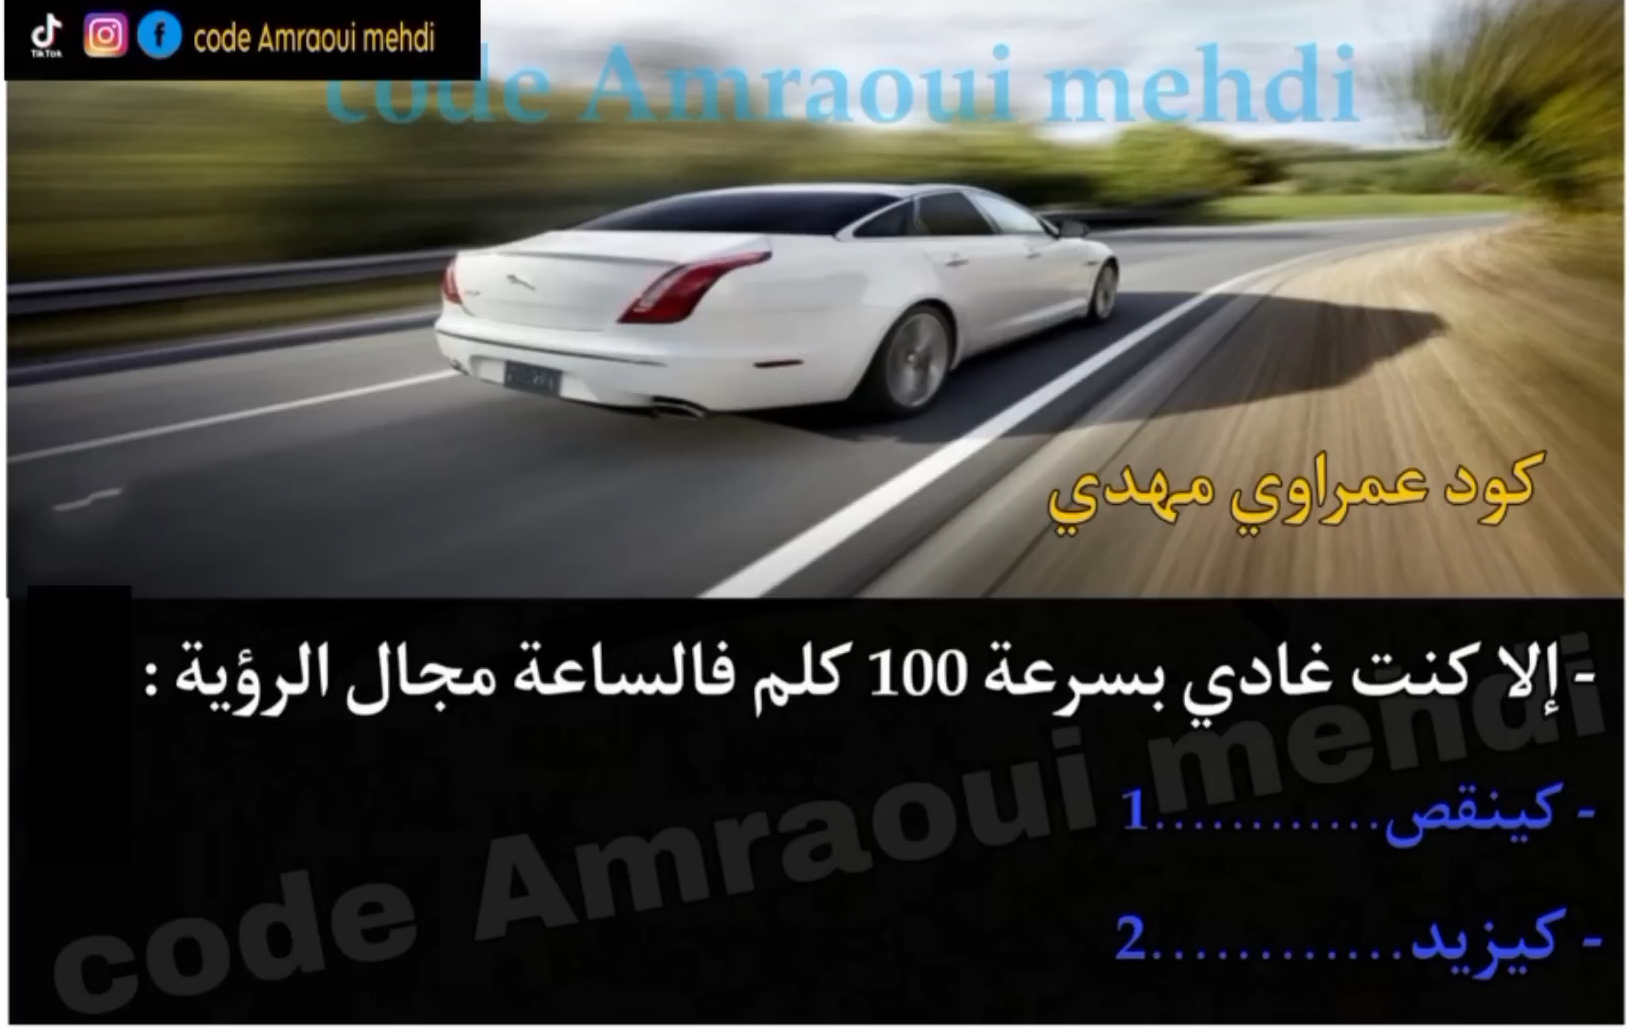 TikTok
code Amraoui mehdi
code Amraoui mehdi
كود عمراوي مهدي
- إلا كنت غادي بسرعة 100 كلم فالساعة مجال الرؤية :
- كينقص............1
- كيزيد.............2
code Amraoui mehdi